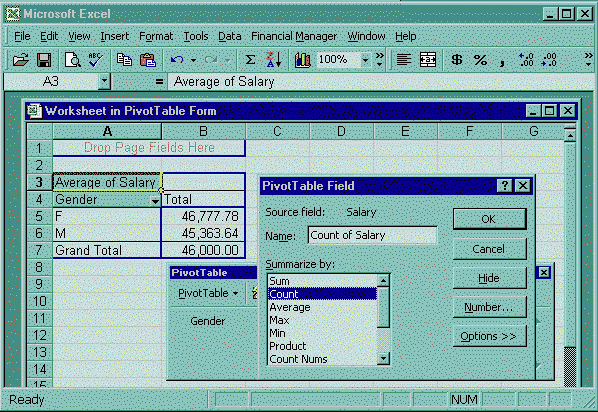 Microsoft Excel
File Edit View Insert Format Tools Data Financial Manager Window Help
100% Σ $ % , .00
A3 = Average of Salary
Worksheet in PivotTable Form
A B C D E F G
1 Drop Page Fields Here
2
3 Average of Salary
4 Gender Total
5 F 46,777.78
6 M 45,363.64
7 Grand Total 46,000.00
8
9
10
11
12
13
14
15
PivotTable
PivotTable
Gender
PivotTable Field
Source field: Salary
Name: Count of Salary
Summarize by:
Sum
Count
Average
Max
Min
Product
Count Nums
OK
Cancel
Hide
Number...
Options >>
Ready NUM